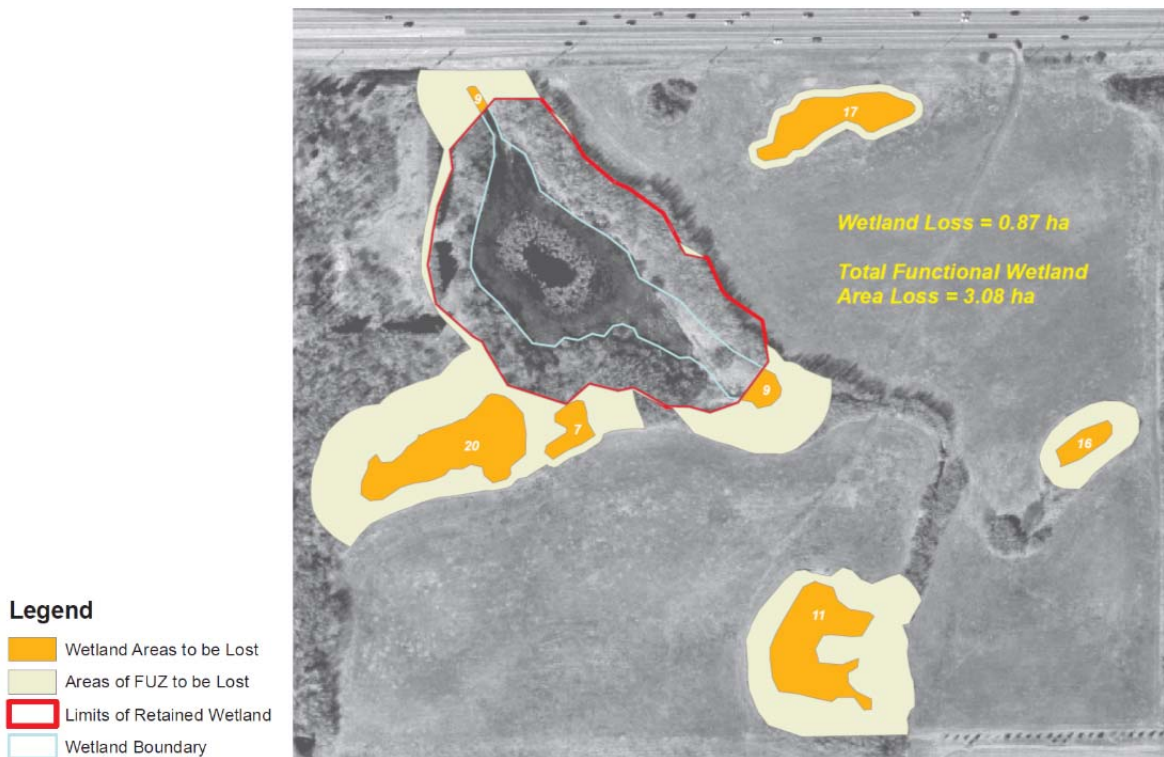 9
17
Wetland Loss = 0.87 ha
Total Functional Wetland
Area Loss = 3.08 ha
9
7
20
16
11
Legend
Wetland Areas to be Lost
Areas of FUZ to be Lost
Limits of Retained Wetland
Wetland Boundary